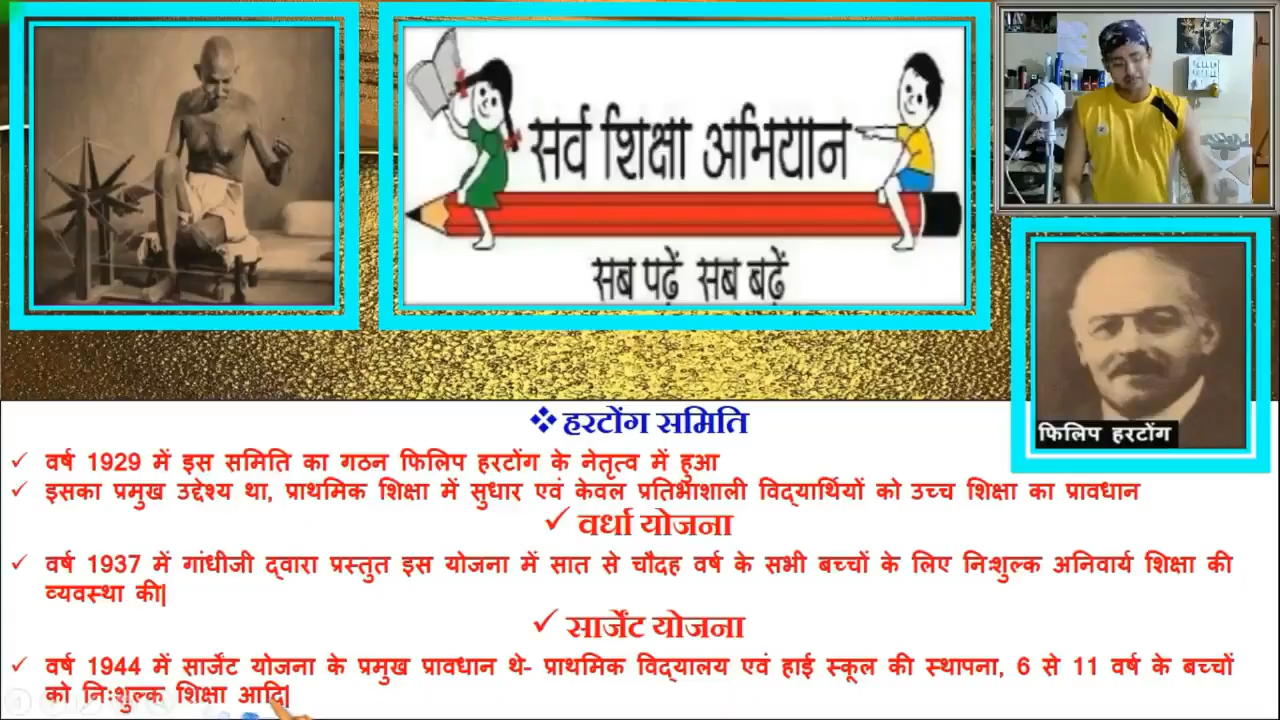 सर्व शिक्षा अभियान
सब पढ़ें सब बढ़ें
फिलिप हरटोंग
❖हरटोंग समिति
✓ वर्ष 1929 में इस समिति का गठन फिलिप हरटोंग के नेतृत्व में हुआ
✓ इसका प्रमुख उद्देश्य था, प्राथमिक शिक्षा में सुधार एवं केवल प्रतिभाशाली विद्यार्थियों को उच्च शिक्षा का प्रावधान
✓ वर्धा योजना
✓ वर्ष 1937 में गांधीजी द्वारा प्रस्तुत इस योजना में सात से चौदह वर्ष के सभी बच्चों के लिए निःशुल्क अनिवार्य शिक्षा की
व्यवस्था की|
✓ सार्जेंट योजना
✓ वर्ष 1944 में सार्जेंट योजना के प्रमुख प्रावधान थे- प्राथमिक विद्यालय एवं हाई स्कूल की स्थापना, 6 से 11 वर्ष के बच्चों
को निःशुल्क शिक्षा आदि|